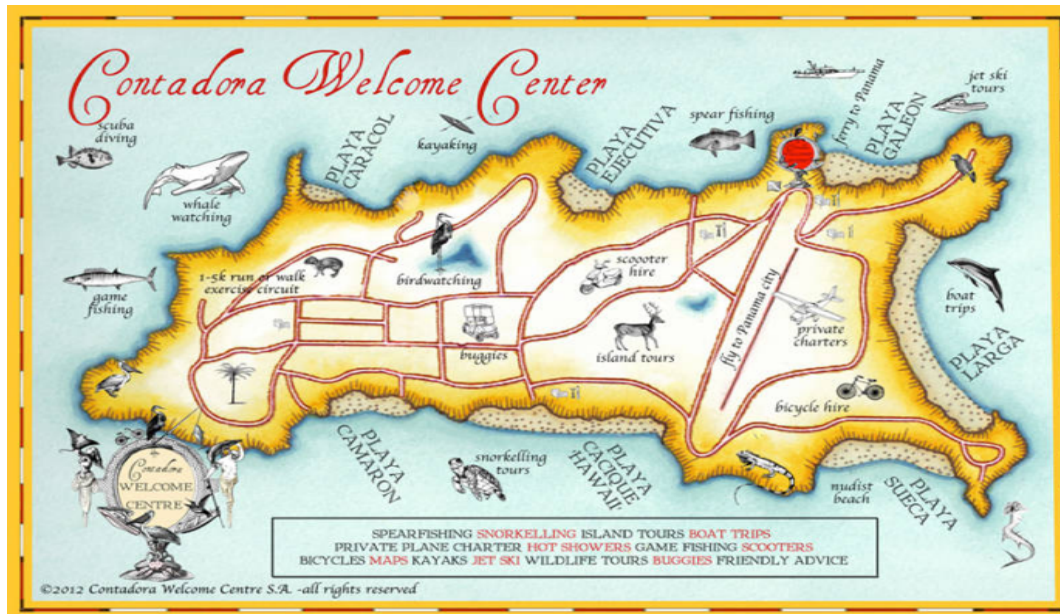 Contadora Welcome Center
scuba
diving
whale
watching
game
fishing
PLAYA
CARACOL
kayaking
PLAYA
EJECUTIVA
spear fishing
ferry to Panama
PLAYA
GALEON
jet ski
tours
1-5k run or walk
exercise circuit
birdwatching
scoooter
hire
buggies
island tours
fly to Panama city
private
charters
boat
trips
PLAYA
LARGA
bicycle hire
PLAYA
CAMARON
snorkelling
tours
PLAYA
CACIQUE
'HAWAII'
nudist
beach
PLAYA
SUECA
Contadora
WELCOME
CENTRE
SPEARFISHING SNORKELLING ISLAND TOURS BOAT TRIPS
PRIVATE PLANE CHARTER HOT SHOWERS GAME FISHING SCOOTERS
BICYCLES MAPS KAYAKS JET SKI WILDLIFE TOURS BUGGIES FRIENDLY ADVICE
©2012 Contadora Welcome Centre S.A. -all rights reserved